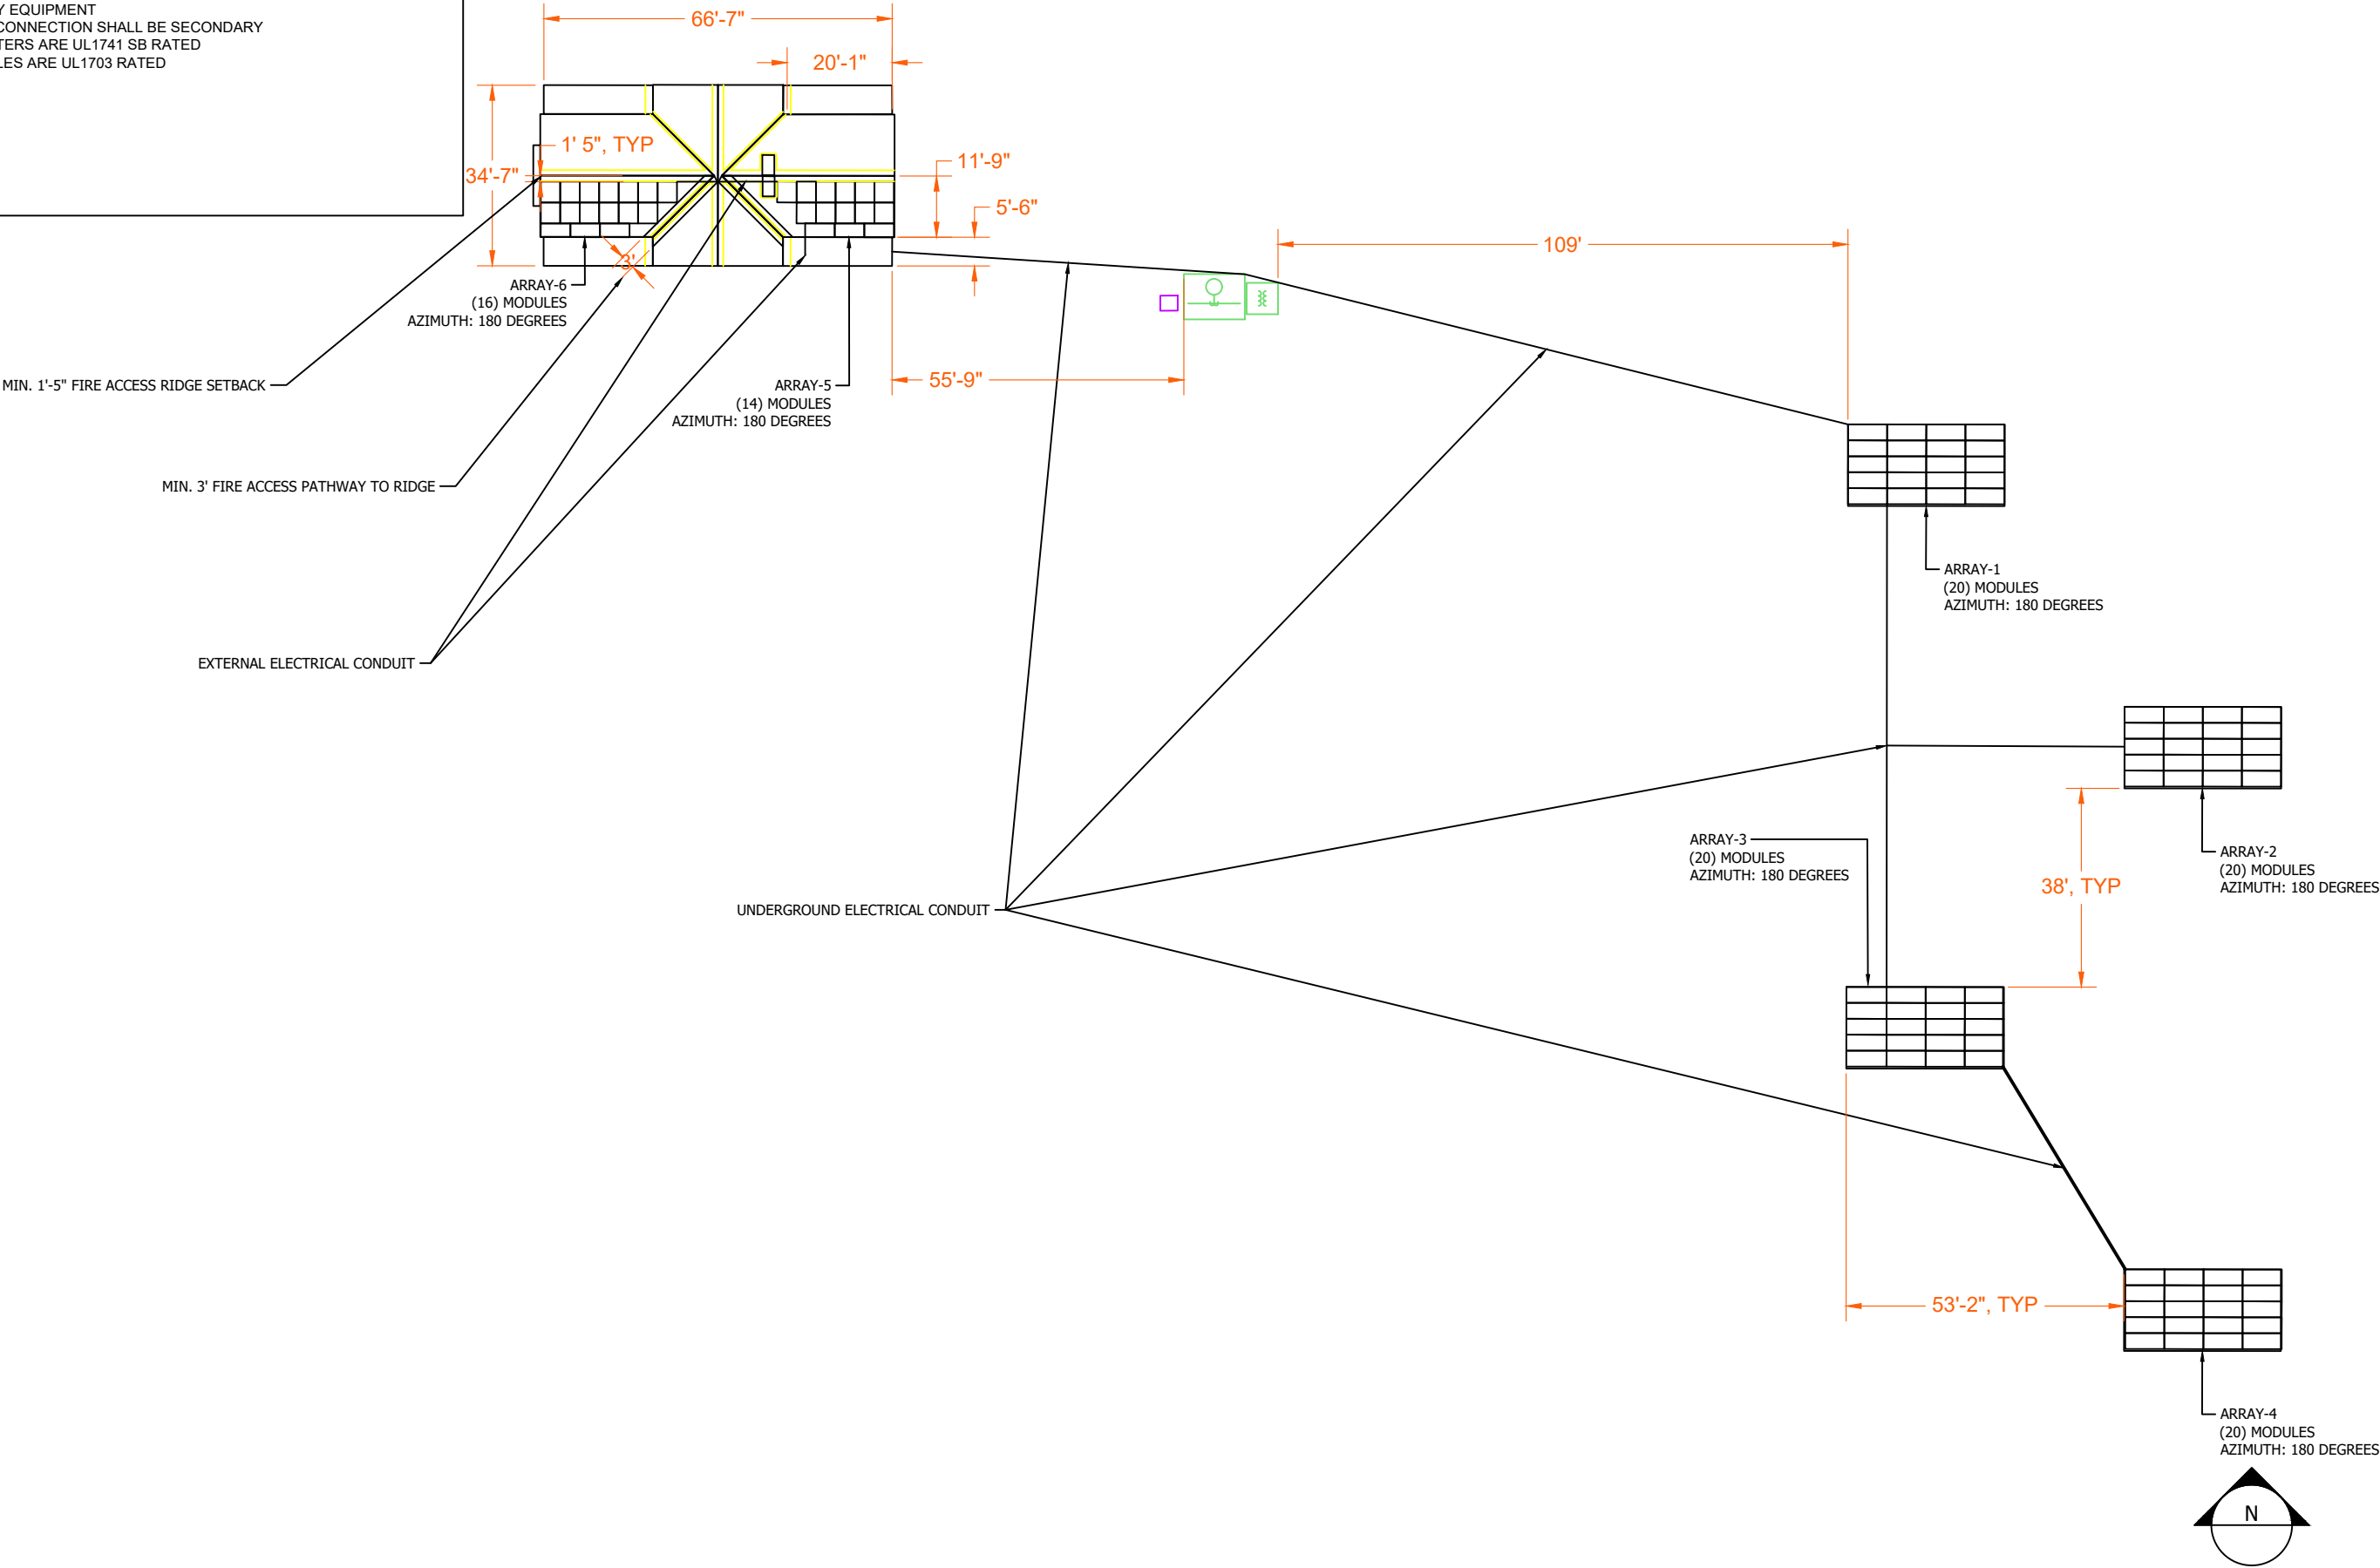 Y EQUIPMENT
CONNECTION SHALL BE SECONDARY
TERS ARE UL1741 SB RATED
LES ARE UL1703 RATED
66'-7"
20'-1"
1' 5", TYP
34'-7"
11'-9"
5'-6"
3'
109'
55'-9"
ARRAY-6
(16) MODULES
AZIMUTH: 180 DEGREES
MIN. 1'-5" FIRE ACCESS RIDGE SETBACK
ARRAY-5
(14) MODULES
AZIMUTH: 180 DEGREES
MIN. 3' FIRE ACCESS PATHWAY TO RIDGE
EXTERNAL ELECTRICAL CONDUIT
ARRAY-1
(20) MODULES
AZIMUTH: 180 DEGREES
ARRAY-3
(20) MODULES
AZIMUTH: 180 DEGREES
ARRAY-2
(20) MODULES
AZIMUTH: 180 DEGREES
38', TYP
UNDERGROUND ELECTRICAL CONDUIT
53'-2", TYP
ARRAY-4
(20) MODULES
AZIMUTH: 180 DEGREES
N